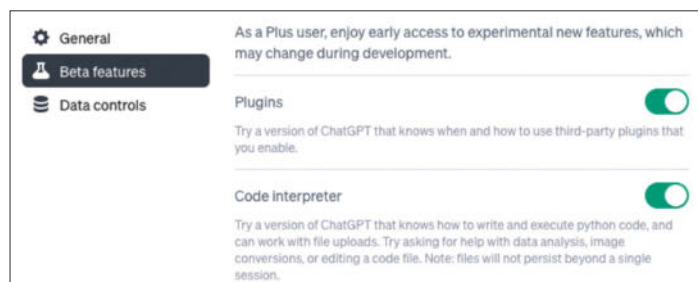 General
Beta features
Data controls
As a Plus user, enjoy early access to experimental new features, which
may change during development.
Plugins
Try a version of ChatGPT that knows when and how to use third-party plugins that
you enable.
Code interpreter
Try a version of ChatGPT that knows how to write and execute python code, and
can work with file uploads. Try asking for help with data analysis, image
conversions, or editing a code file. Note: files will not persist beyond a single
session.